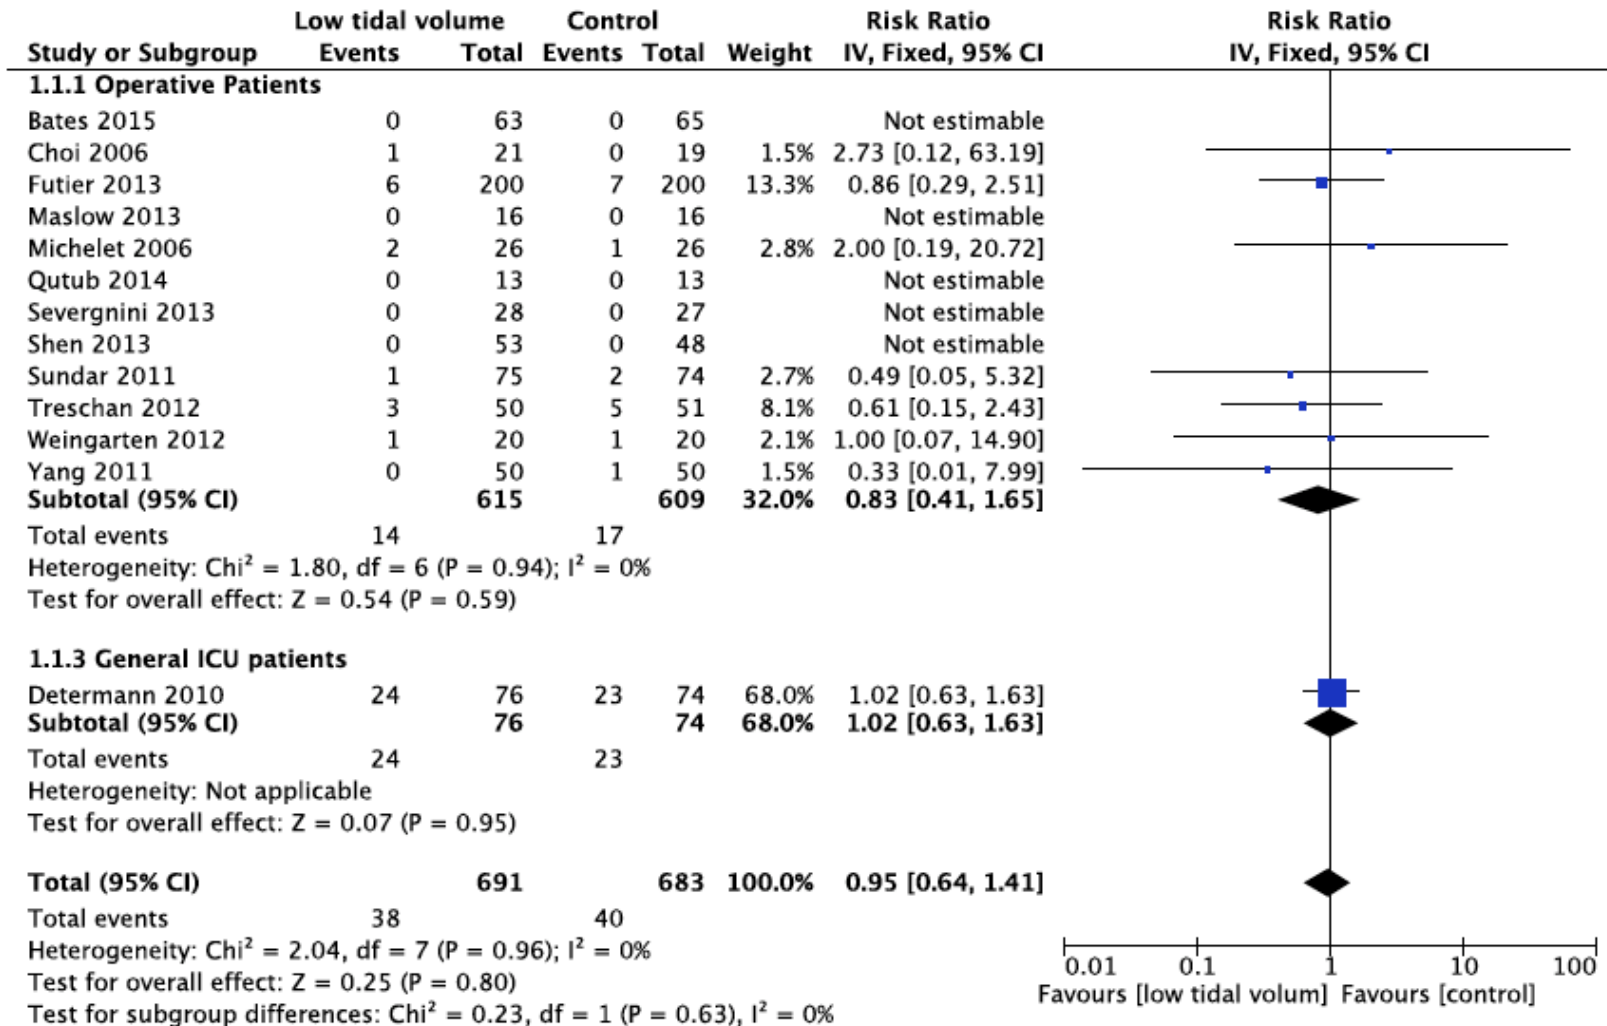 Low tidal volume Control Risk Ratio Risk Ratio
Study or Subgroup Events Total Events Total Weight IV, Fixed, 95% CI IV, Fixed, 95% CI
1.1.1 Operative Patients
Bates 2015 0 63 0 65 Not estimable
Choi 2006 1 21 0 19 1.5% 2.73 [0.12, 63.19]
Futier 2013 6 200 7 200 13.3% 0.86 [0.29, 2.51]
Maslow 2013 0 16 0 16 Not estimable
Michelet 2006 2 26 1 26 2.8% 2.00 [0.19, 20.72]
Qutub 2014 0 13 0 13 Not estimable
Severgnini 2013 0 28 0 27 Not estimable
Shen 2013 0 53 0 48 Not estimable
Sundar 2011 1 75 2 74 2.7% 0.49 [0.05, 5.32]
Treschan 2012 3 50 5 51 8.1% 0.61 [0.15, 2.43]
Weingarten 2012 1 20 1 20 2.1% 1.00 [0.07, 14.90]
Yang 2011 0 50 1 50 1.5% 0.33 [0.01, 7.99]
Subtotal (95% CI) 615 609 32.0% 0.83 [0.41, 1.65]
Total events 14 17
Heterogeneity: Chi² = 1.80, df = 6 (P = 0.94); I² = 0%
Test for overall effect: Z = 0.54 (P = 0.59)
1.1.3 General ICU patients
Determann 2010 24 76 23 74 68.0% 1.02 [0.63, 1.63]
Subtotal (95% CI) 76 74 68.0% 1.02 [0.63, 1.63]
Total events 24 23
Heterogeneity: Not applicable
Test for overall effect: Z = 0.07 (P = 0.95)
Total (95% CI) 691 683 100.0% 0.95 [0.64, 1.41]
Total events 38 40
Heterogeneity: Chi² = 2.04, df = 7 (P = 0.96); I² = 0%
Test for overall effect: Z = 0.25 (P = 0.80)
Test for subgroup differences: Chi² = 0.23, df = 1 (P = 0.63), I² = 0%
0.01 0.1 1 10 100
Favours [low tidal volum] Favours [control]